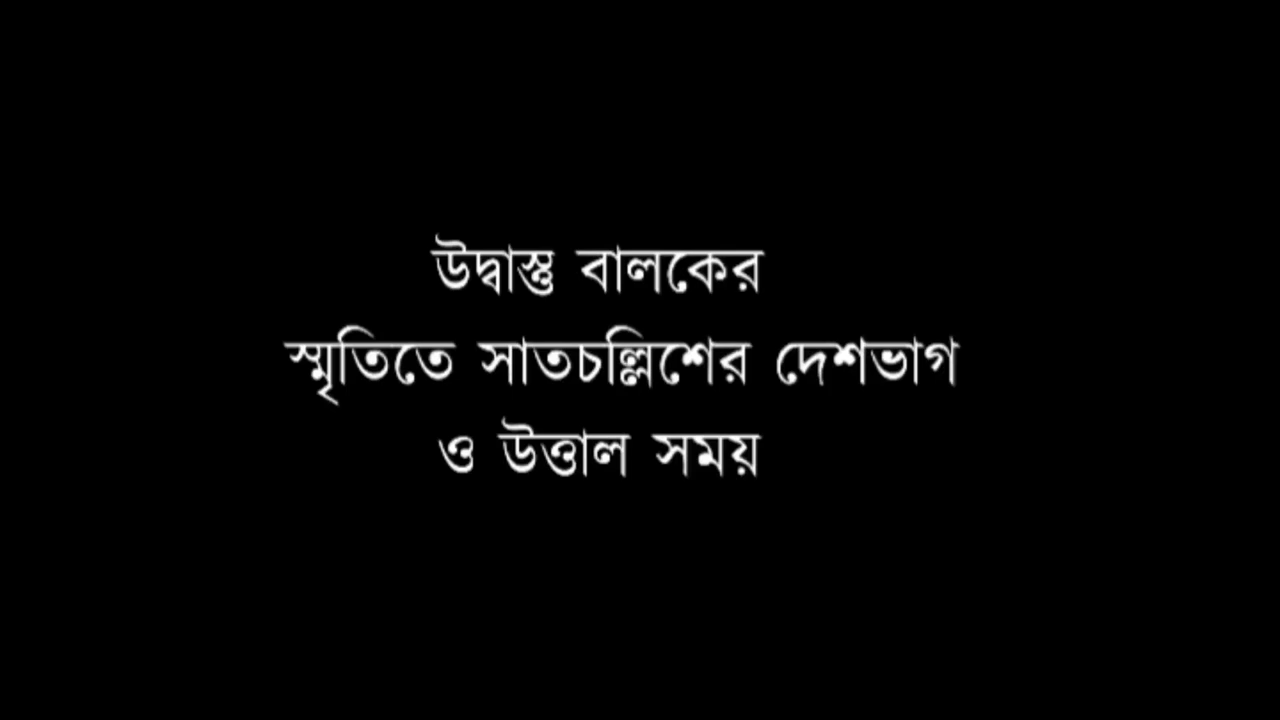 উদ্বাস্তু বালকের
স্মৃতিতে সাতচল্লিশের দেশভাগ
ও উত্তাল সময়